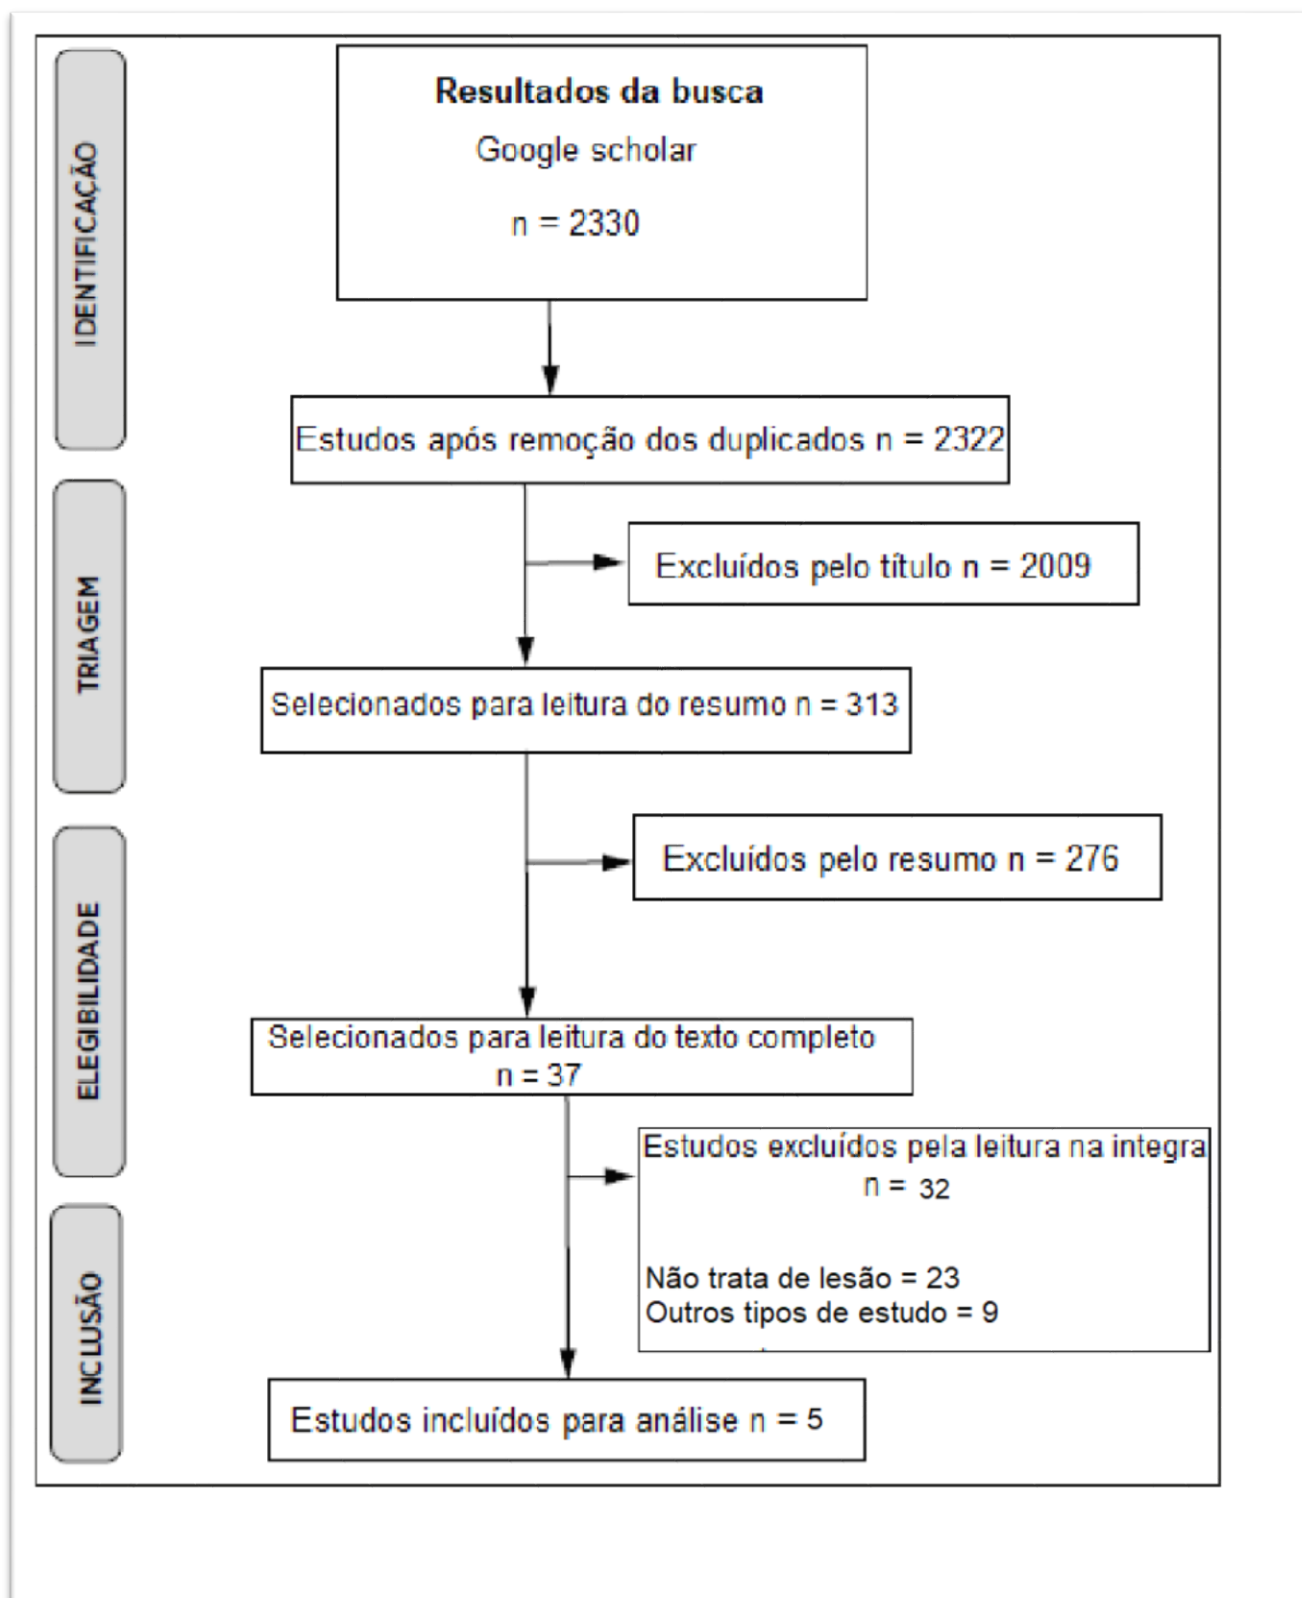 IDENTIFICAÇÃO
Resultados da busca
Google scholar
n = 2330
Estudos após remoção dos duplicados n = 2322
TRIAGEM
Excluídos pelo título n = 2009
Selecionados para leitura do resumo n = 313
ELEGIBILIDADE
Excluídos pelo resumo n = 276
Selecionados para leitura do texto completo
n = 37
Estudos excluídos pela leitura na integra
n = 32
Não trata de lesão = 23
Outros tipos de estudo = 9
INCLUSÃO
Estudos incluídos para análise n = 5